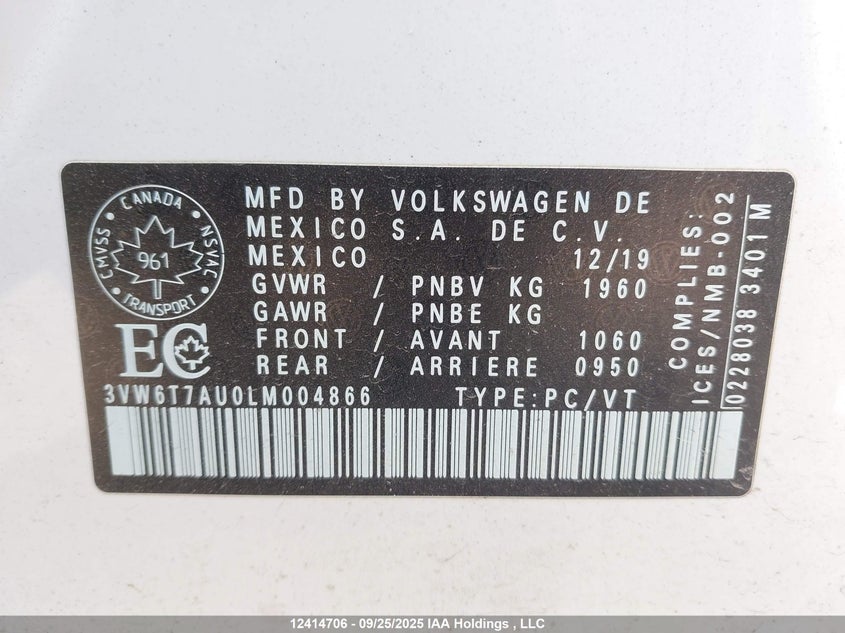 CANADA
CMVSS
NSVAC
961
TRANSPORT
EC
MFD BY VOLKSWAGEN DE
MEXICO S.A. DE C.V.
MEXICO 12/19
GVWR / PNBV KG 1960
GAWR / PNBE KG
FRONT / AVANT 1060
REAR / ARRIERE 0950
3VW6T7AU0LM004866 TYPE:PC/VT
COMPLIES:
ICES/NMB-002
0228038 3401 M
12414706 - 09/25/2025 IAA Holdings , LLC